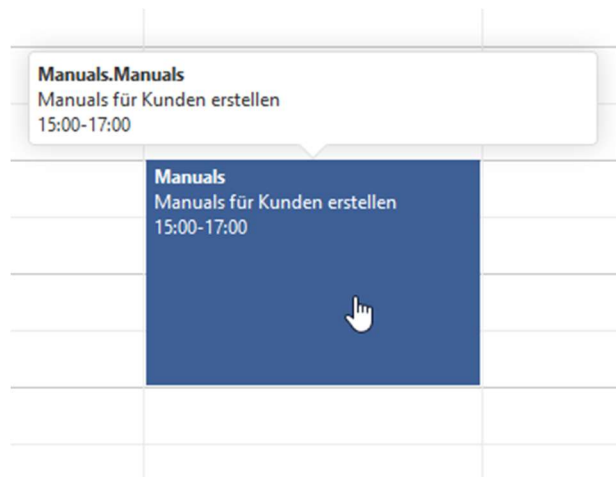 Manuals.Manuals
Manuals für Kunden erstellen
15:00-17:00
Manuals
Manuals für Kunden erstellen
15:00-17:00